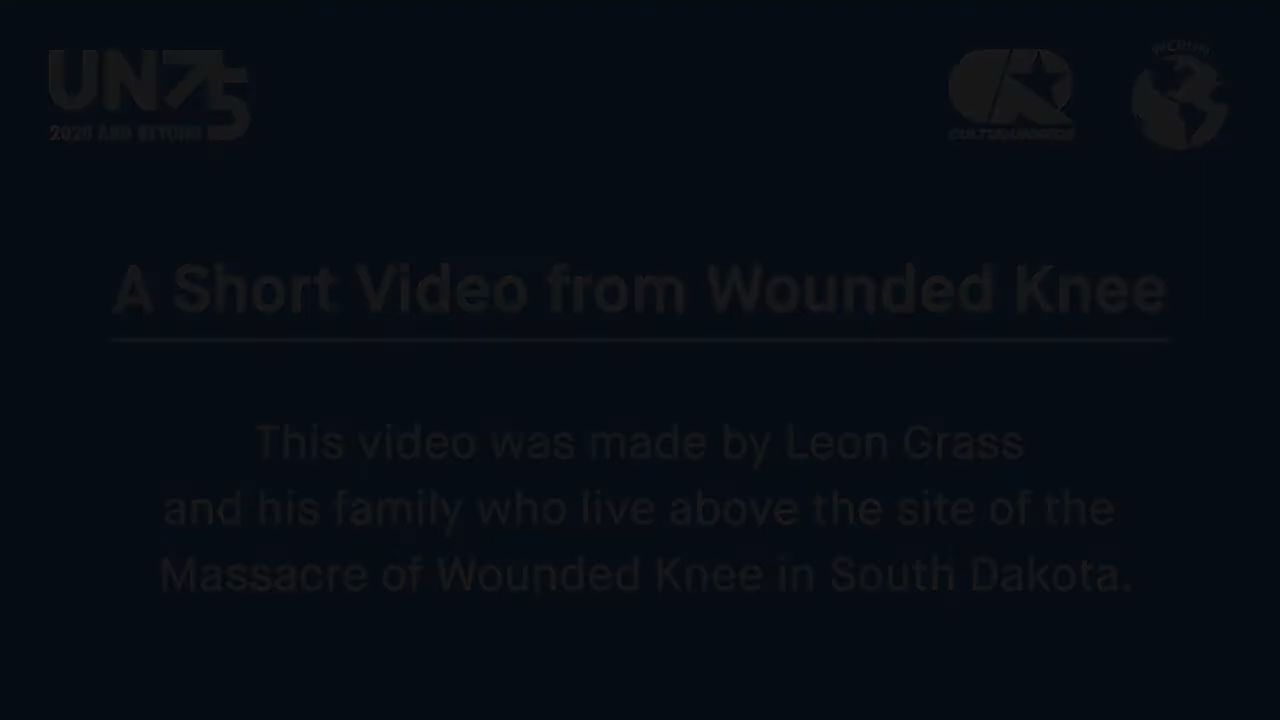 UN75
2020 AND BEYOND
A Short Video from Wounded Knee
This video was made by Leon Grass
and his family who live above the site of the
Massacre of Wounded Knee in South Dakota.